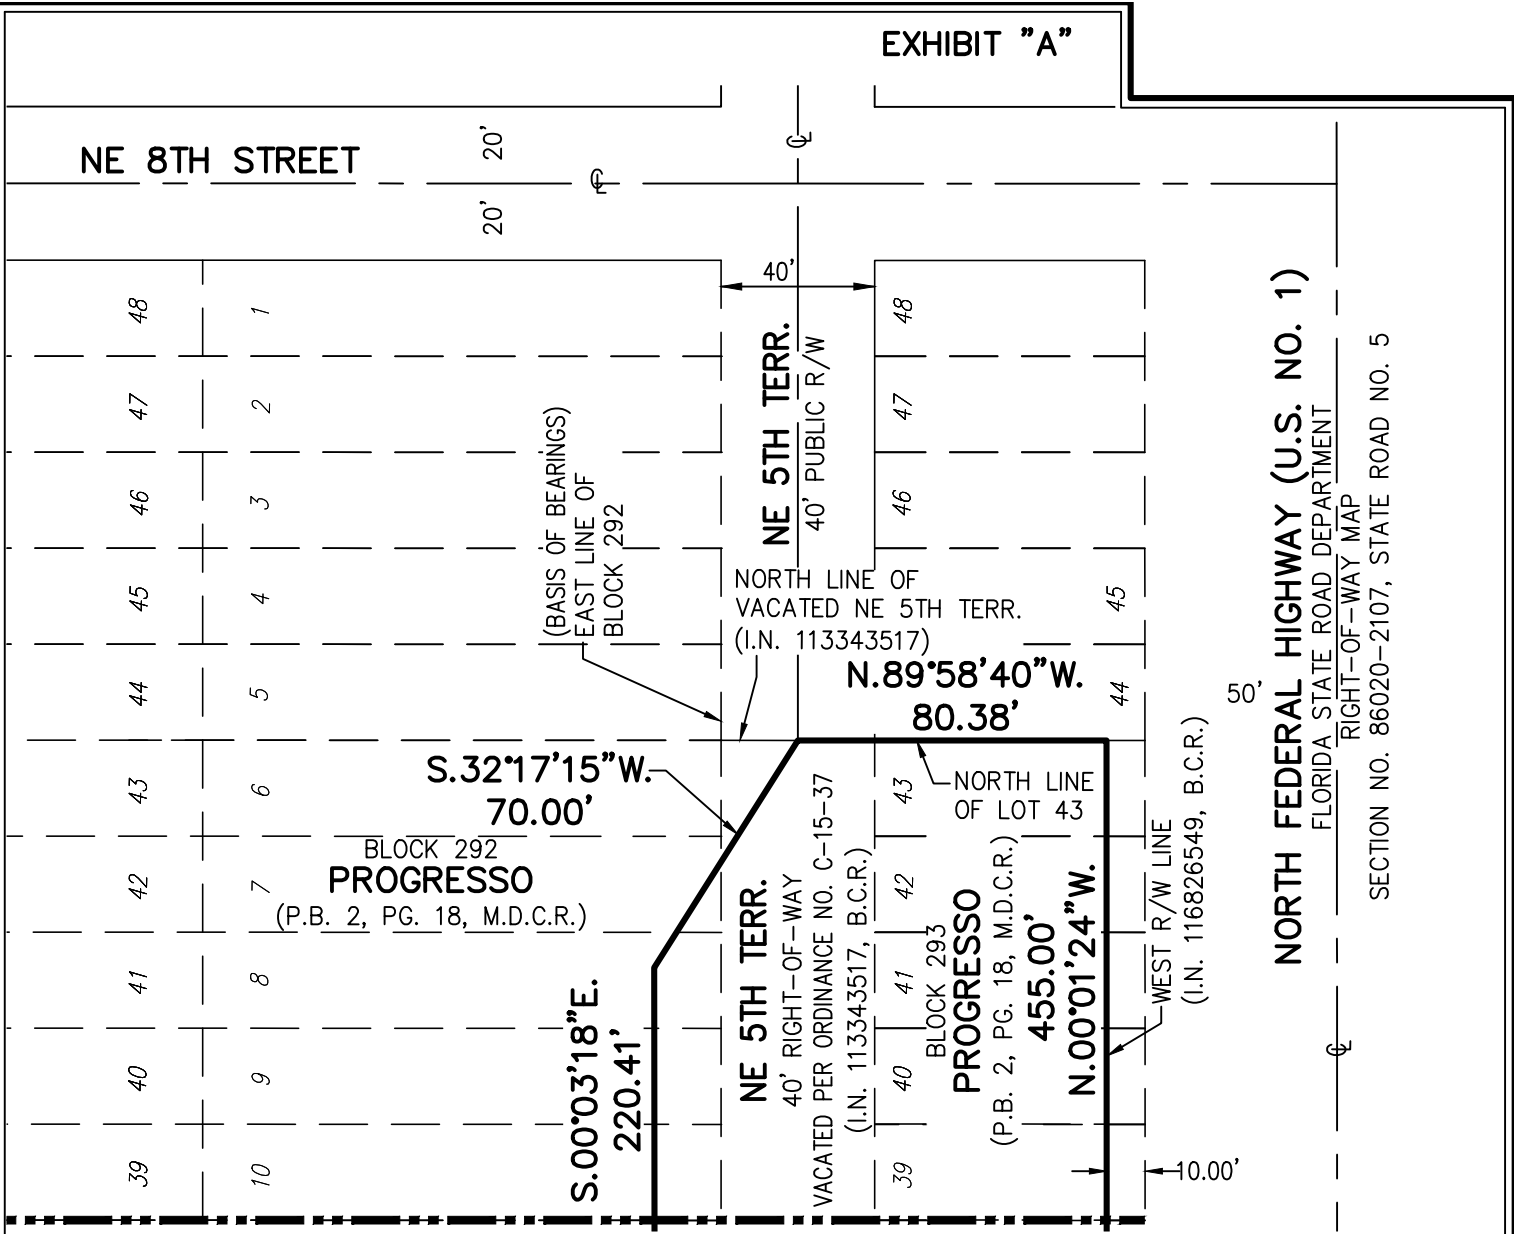 EXHIBIT "A"
NE 8TH STREET
20'
20'
℄
℄
40'
48
1
48
47
2
47
46
3
46
45
4
45
44
5
44
43
6
43
42
7
42
41
8
41
40
9
40
39
10
39
NE 5TH TERR.
40' PUBLIC R/W
(BASIS OF BEARINGS)
EAST LINE OF
BLOCK 292
NORTH LINE OF
VACATED NE 5TH TERR.
(I.N. 113343517)
N.89°58'40"W.
80.38'
S.32°17'15"W.
70.00'
NORTH LINE
OF LOT 43
BLOCK 292
PROGRESSO
(P.B. 2, PG. 18, M.D.C.R.)
S.00°03'18"E.
220.41'
NE 5TH TERR.
40' RIGHT-OF-WAY
VACATED PER ORDINANCE NO. C-15-37
(I.N. 113343517, B.C.R.)
BLOCK 293
PROGRESSO
(P.B. 2, PG. 18, M.D.C.R.)
455.00'
N.00°01'24"W.
WEST R/W LINE
(I.N. 116826549, B.C.R.)
50'
10.00'
NORTH FEDERAL HIGHWAY (U.S. NO. 1)
FLORIDA STATE ROAD DEPARTMENT
RIGHT-OF-WAY MAP
SECTION NO. 86020-2107, STATE ROAD NO. 5
℄